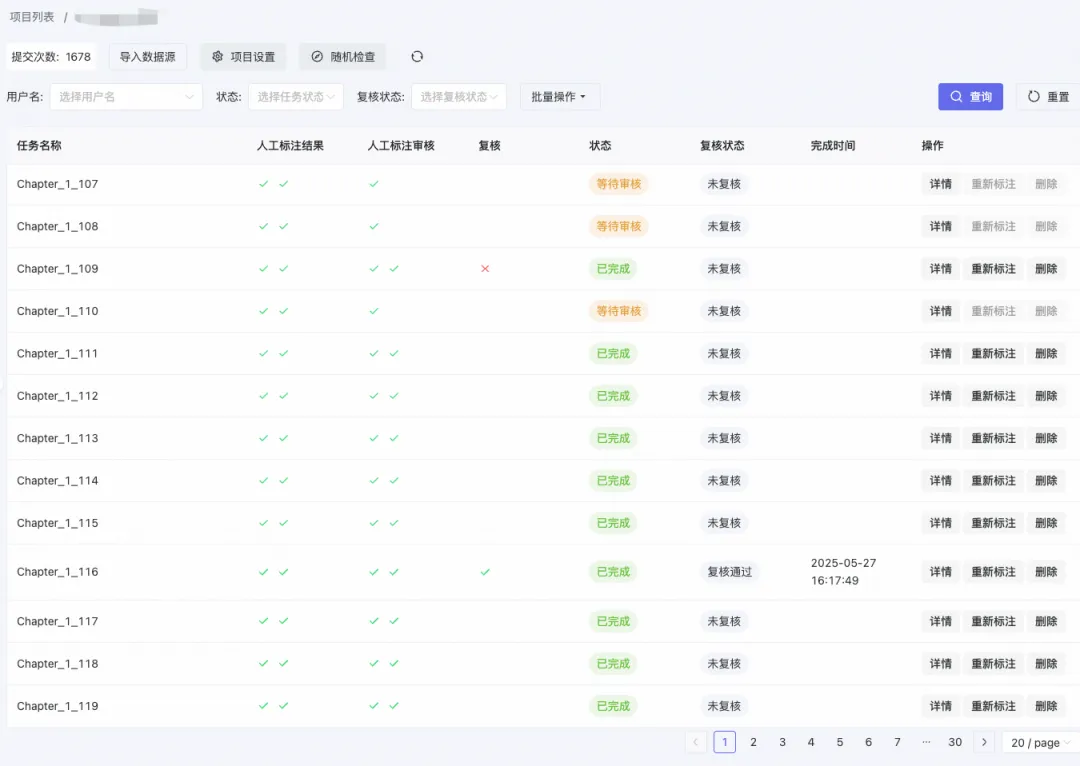 项目列表 /
提交次数: 1678 导入数据源 项目设置 随机检查
用户名: 选择用户名 状态: 选择任务状态 复核状态: 选择复核状态 批量操作 查询 重置
任务名称 人工标注结果 人工标注审核 复核 状态 复核状态 完成时间 操作
Chapter_1_107 等待审核 未复核 详情 重新标注 删除
Chapter_1_108 等待审核 未复核 详情 重新标注 删除
Chapter_1_109 已完成 未复核 详情 重新标注 删除
Chapter_1_110 等待审核 未复核 详情 重新标注 删除
Chapter_1_111 已完成 未复核 详情 重新标注 删除
Chapter_1_112 已完成 未复核 详情 重新标注 删除
Chapter_1_113 已完成 未复核 详情 重新标注 删除
Chapter_1_114 已完成 未复核 详情 重新标注 删除
Chapter_1_115 已完成 未复核 详情 重新标注 删除
Chapter_1_116 已完成 复核通过 2025-05-27 16:17:49 详情 重新标注 删除
Chapter_1_117 已完成 未复核 详情 重新标注 删除
Chapter_1_118 已完成 未复核 详情 重新标注 删除
Chapter_1_119 已完成 未复核 详情 重新标注 删除
1 2 3 4 5 6 7 ··· 30 20 / page